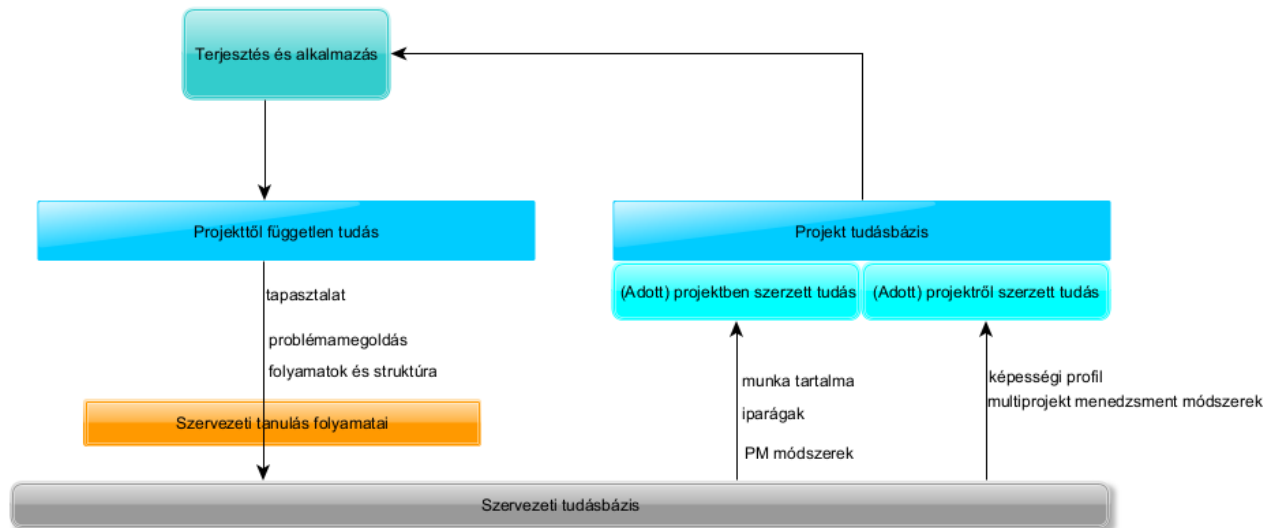 Terjesztés és alkalmazás
Projekttől független tudás
Projekt tudásbázis
(Adott) projektben szerzett tudás
(Adott) projektről szerzett tudás
tapasztalat
problémamegoldás
folyamatok és struktúra
munka tartalma
iparágak
PM módszerek
képességi profil
multiprojekt menedzsment módszerek
Szervezeti tanulás folyamatai
Szervezeti tudásbázis